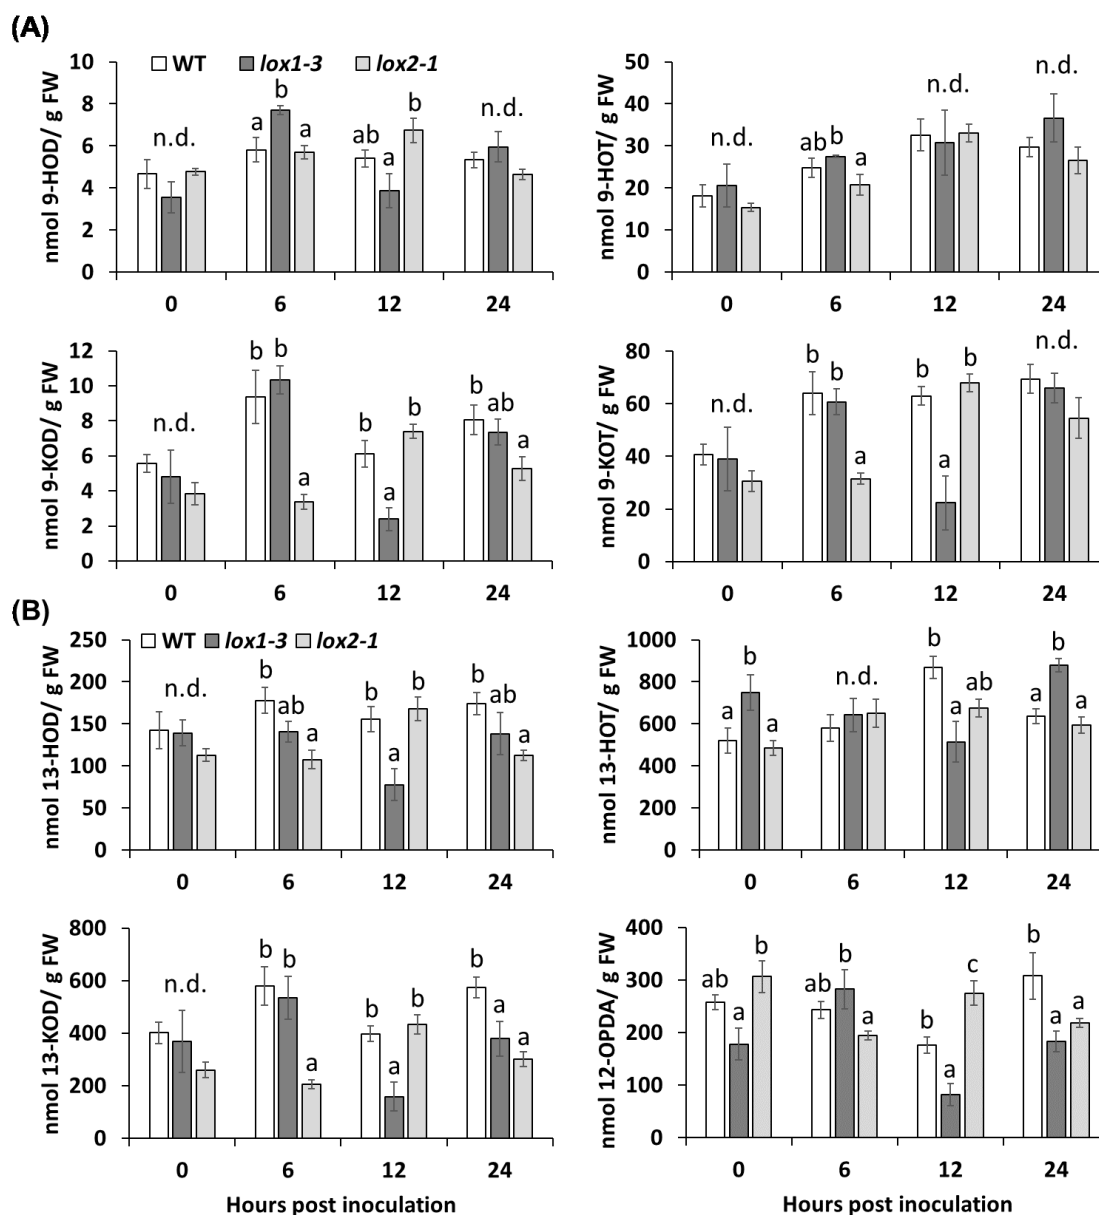 (A)
WT lox1-3 lox2-1
nmol 9-HOD/ g FW
10
8
6
4
2
0
n.d.
a b a
ab a b
n.d.
0 6 12 24
nmol 9-HOT/ g FW
50
40
30
20
10
0
n.d.
ab b a
n.d.
n.d.
0 6 12 24
nmol 9-KOD/ g FW
12
10
8
6
4
2
0
n.d.
b b a
b a b
b ab a
0 6 12 24
nmol 9-KOT/ g FW
80
60
40
20
0
n.d.
b b a
b a b
n.d.
0 6 12 24
(B)
WT lox1-3 lox2-1
nmol 13-HOD/ g FW
250
200
150
100
50
0
n.d.
b ab a
b a b
b ab a
0 6 12 24
nmol 13-HOT/ g FW
1000
800
600
400
200
0
a b a
n.d.
b a ab
a b a
0 6 12 24
nmol 13-KOD/ g FW
800
600
400
200
0
n.d.
b b a
b a b
b a a
0 6 12 24
Hours post inoculation
nmol 12-OPDA/ g FW
400
300
200
100
0
ab a b
ab b a
b a c
b a a
0 6 12 24
Hours post inoculation